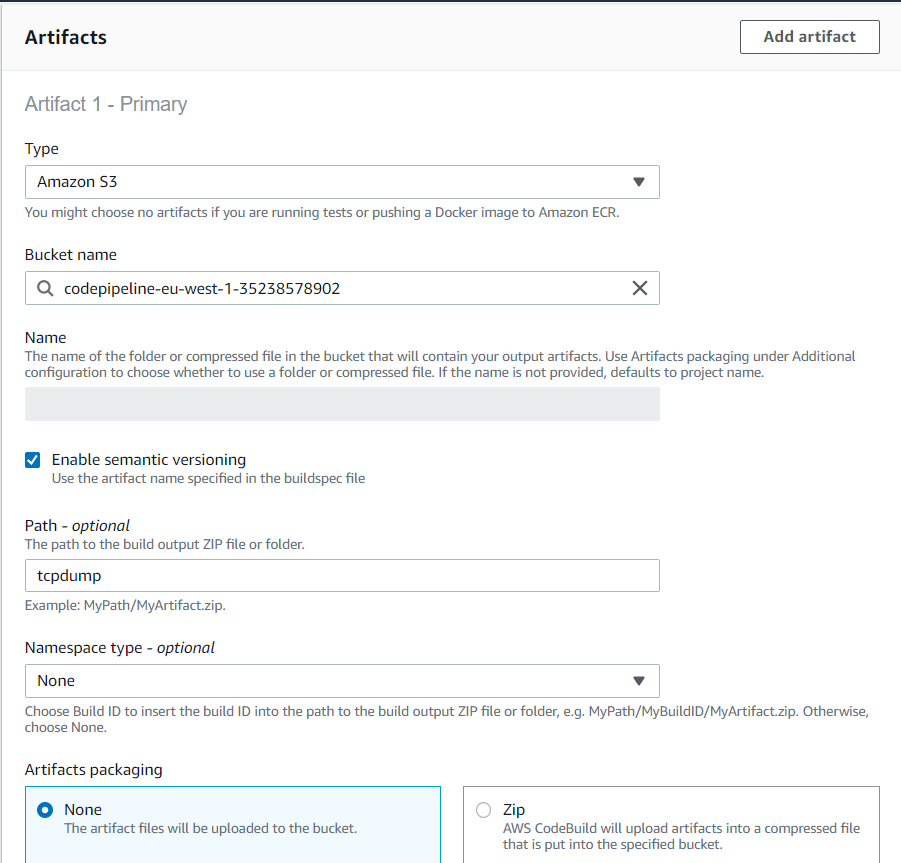 Artifacts
Add artifact
Artifact 1 - Primary
Type
Amazon S3
You might choose no artifacts if you are running tests or pushing a Docker image to Amazon ECR.
Bucket name
codepipeline-eu-west-1-35238578902
Name
The name of the folder or compressed file in the bucket that will contain your output artifacts. Use Artifacts packaging under Additional
configuration to choose whether to use a folder or compressed file. If the name is not provided, defaults to project name.
Enable semantic versioning
Use the artifact name specified in the buildspec file
Path - optional
The path to the build output ZIP file or folder.
tcpdump
Example: MyPath/MyArtifact.zip.
Namespace type - optional
None
Choose Build ID to insert the build ID into the path to the build output ZIP file or folder, e.g. MyPath/MyBuildID/MyArtifact.zip. Otherwise,
choose None.
Artifacts packaging
None
The artifact files will be uploaded to the bucket.
Zip
AWS CodeBuild will upload artifacts into a compressed file
that is put into the specified bucket.